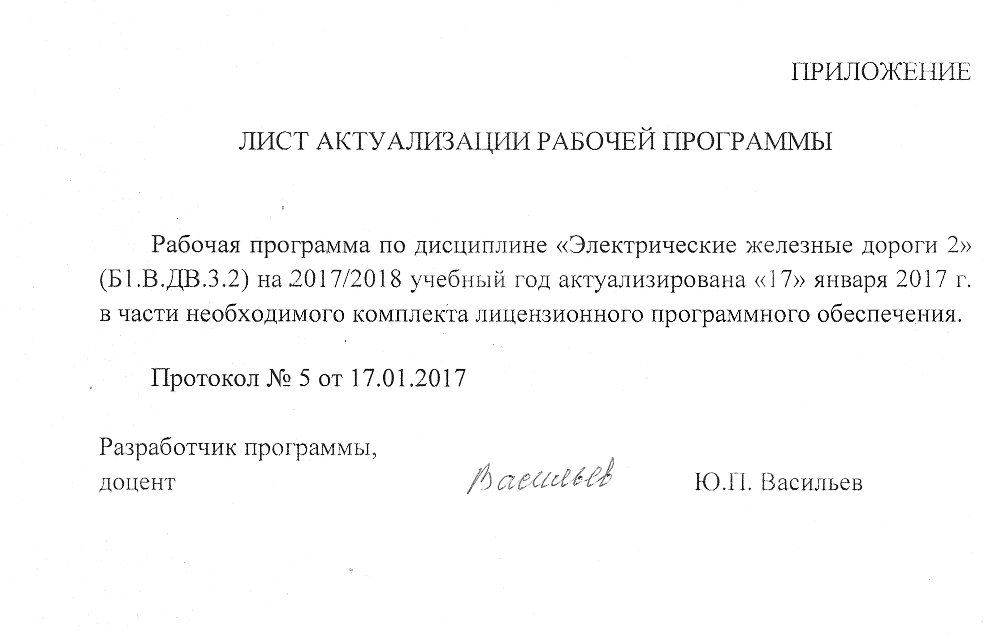 ПРИЛОЖЕНИЕ
ЛИСТ АКТУАЛИЗАЦИИ РАБОЧЕЙ ПРОГРАММЫ
Рабочая программа по дисциплине «Электрические железные дороги 2»
(Б1.В.ДВ.3.2) на 2017/2018 учебный год актуализирована «17» января 2017 г.
в части необходимого комплекта лицензионного программного обеспечения.
Протокол № 5 от 17.01.2017
Разработчик программы,
доцент Васильев Ю.П. Васильев